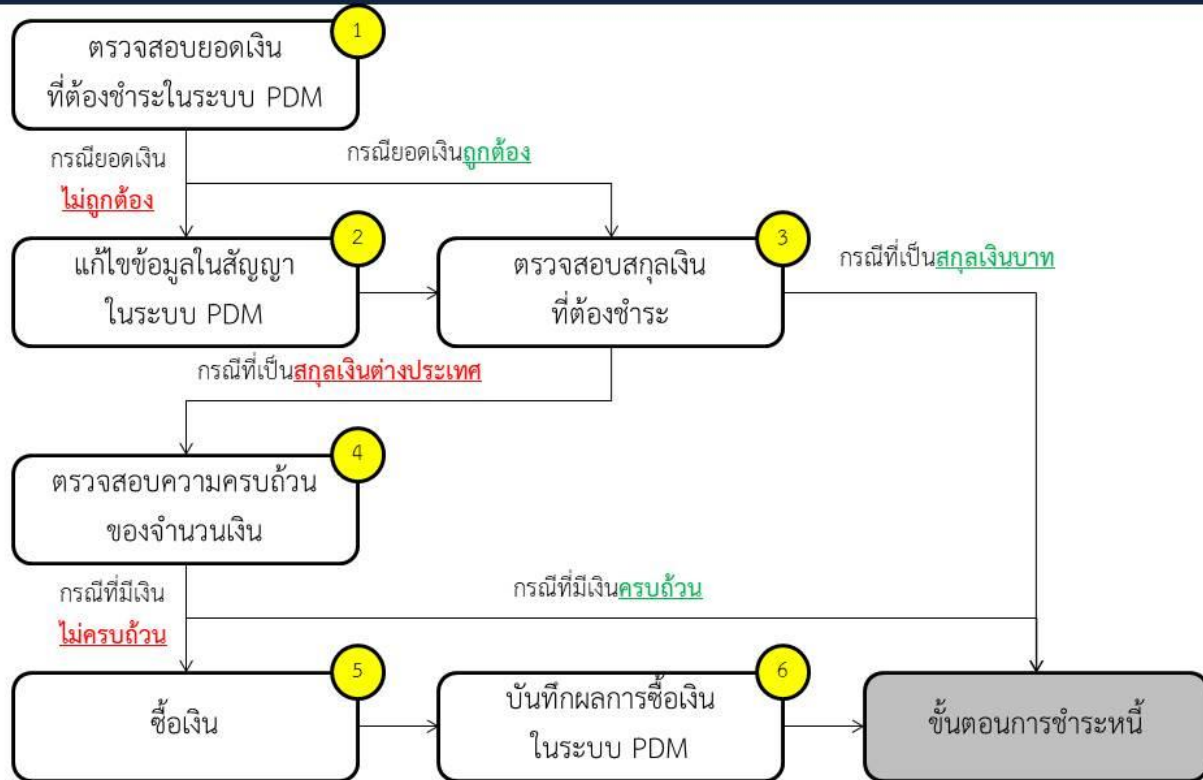 1
ตรวจสอบยอดเงิน
ที่ต้องชำระในระบบ PDM
กรณียอดเงิน
ไม่ถูกต้อง
กรณียอดเงินถูกต้อง
2
แก้ไขข้อมูลในสัญญา
ในระบบ PDM
3
ตรวจสอบสกุลเงิน
ที่ต้องชำระ
กรณีที่เป็นสกุลเงินบาท
กรณีที่เป็นสกุลเงินต่างประเทศ
4
ตรวจสอบความครบถ้วน
ของจำนวนเงิน
กรณีที่มีเงิน
ไม่ครบถ้วน
กรณีที่มีเงินครบถ้วน
5
ซื้อเงิน
6
บันทึกผลการซื้อเงิน
ในระบบ PDM
ขั้นตอนการชำระหนี้